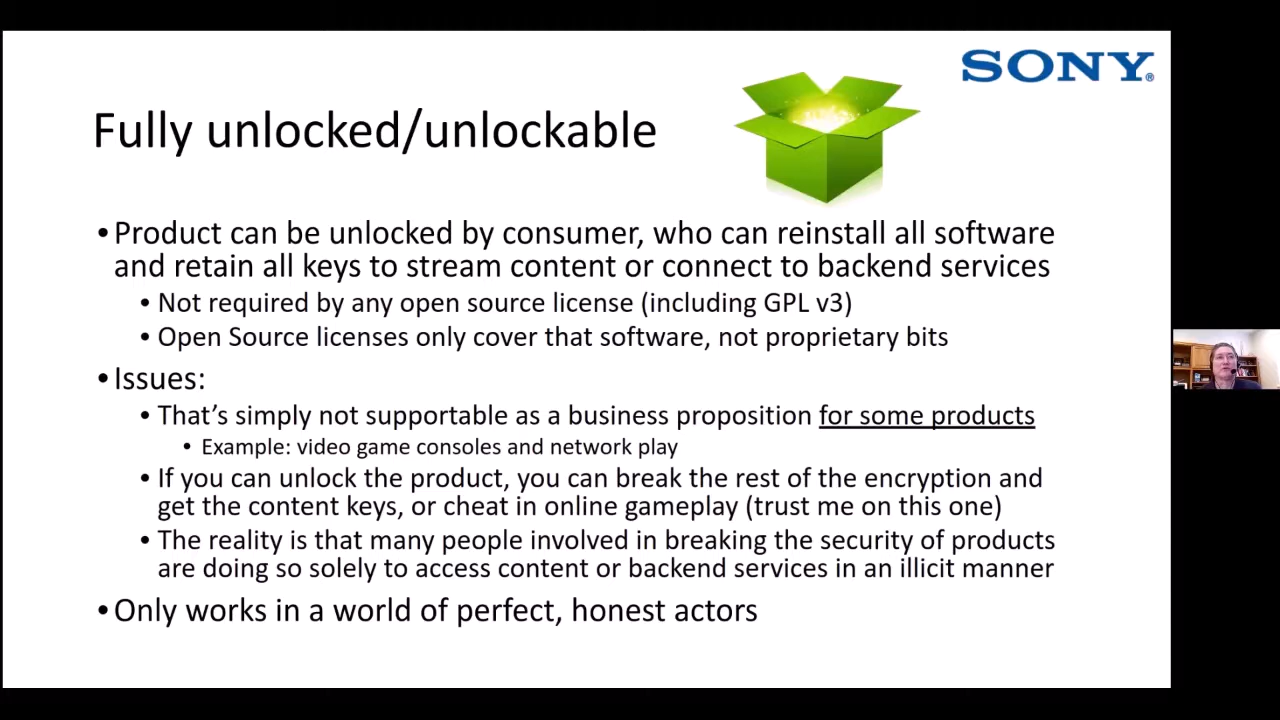 SONY®
Fully unlocked/unlockable
•Product can be unlocked by consumer, who can reinstall all software
and retain all keys to stream content or connect to backend services
• Not required by any open source license (including GPL v3)
• Open Source licenses only cover that software, not proprietary bits
•Issues:
• That's simply not supportable as a business proposition for some products
• Example: video game consoles and network play
• If you can unlock the product, you can break the rest of the encryption and
get the content keys, or cheat in online gameplay (trust me on this one)
• The reality is that many people involved in breaking the security of products
are doing so solely to access content or backend services in an illicit manner
•Only works in a world of perfect, honest actors